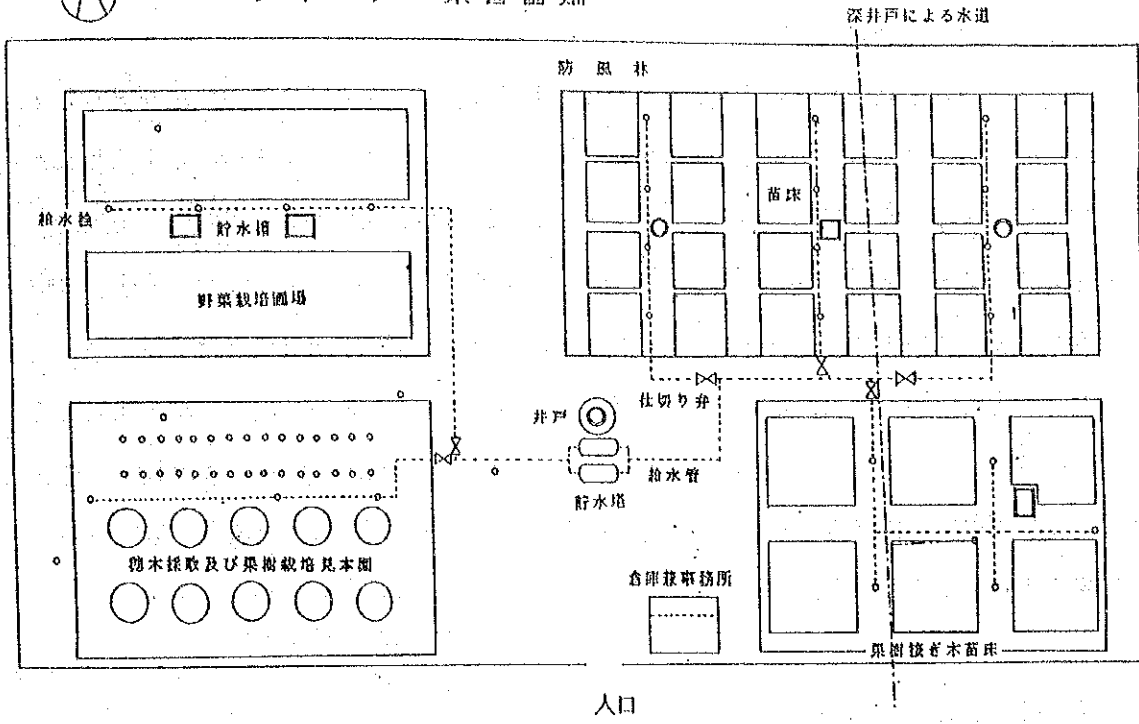 深井戸による水道
防風林
苗床
給水栓
貯水槽
野菜栽培圃場
仕切り弁
井戸
給水管
貯水塔
穂木採取及び果樹栽培見本園
倉庫兼事務所
果樹接ぎ木苗床
入口